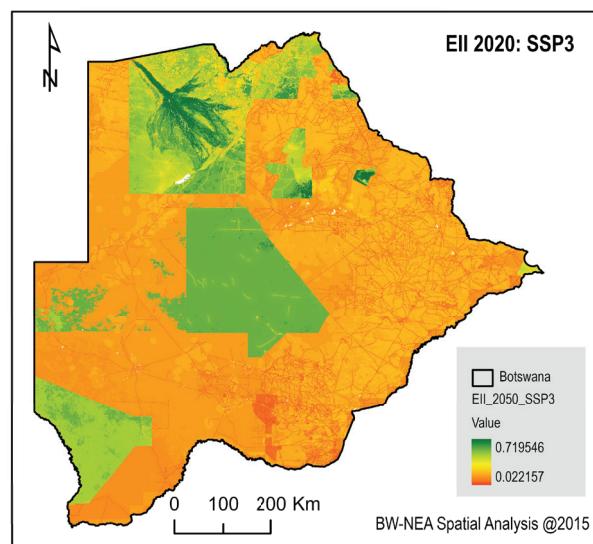 EII 2020: SSP3
N
Botswana
EII_2050_SSP3
Value
0.719546
0.022157
0 100 200 Km
BW-NEA Spatial Analysis @2015